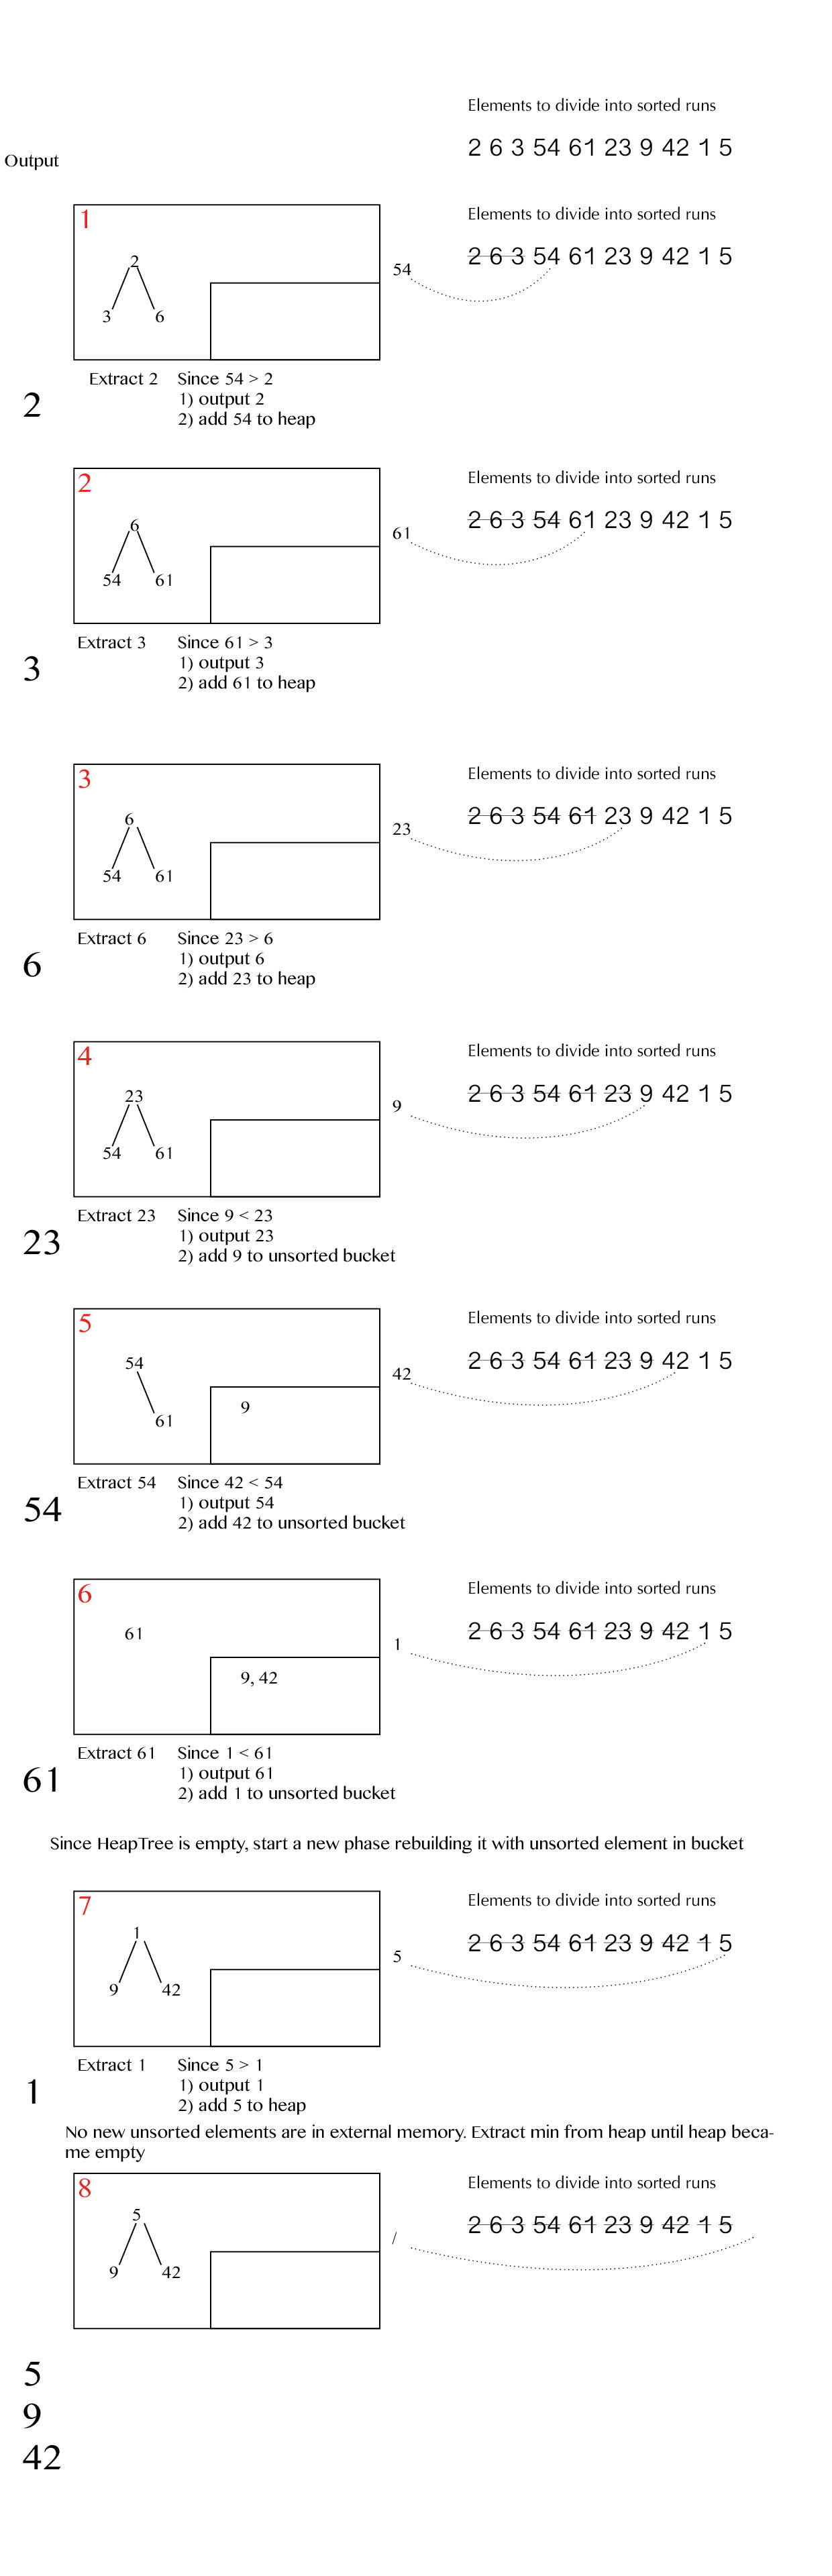 Elements to divide into sorted runs
2 6 3 54 61 23 9 42 1 5
Output
Elements to divide into sorted runs
2 6 3 54 61 23 9 42 1 5
1
2
3 6
54
Extract 2 Since 54 > 2
1) output 2
2) add 54 to heap
2
Elements to divide into sorted runs
2 6 3 54 61 23 9 42 1 5
2
6
54 61
61
Extract 3 Since 61 > 3
1) output 3
2) add 61 to heap
3
Elements to divide into sorted runs
2 6 3 54 61 23 9 42 1 5
3
6
54 61
23
Extract 6 Since 23 > 6
1) output 6
2) add 23 to heap
6
Elements to divide into sorted runs
2 6 3 54 61 23 9 42 1 5
4
23
54 61
9
Extract 23 Since 9 < 23
1) output 23
2) add 9 to unsorted bucket
23
Elements to divide into sorted runs
2 6 3 54 61 23 9 42 1 5
5
54
61
9
42
Extract 54 Since 42 < 54
1) output 54
2) add 42 to unsorted bucket
54
Elements to divide into sorted runs
2 6 3 54 61 23 9 42 1 5
6
61
9, 42
1
Extract 61 Since 1 < 61
1) output 61
2) add 1 to unsorted bucket
61
Since HeapTree is empty, start a new phase rebuilding it with unsorted element in bucket
Elements to divide into sorted runs
2 6 3 54 61 23 9 42 1 5
7
1
9 42
5
Extract 1 Since 5 > 1
1) output 1
2) add 5 to heap
1
No new unsorted elements are in external memory. Extract min from heap until heap beca-
me empty
Elements to divide into sorted runs
2 6 3 54 61 23 9 42 1 5
8
5
9 42
/
5
9
42